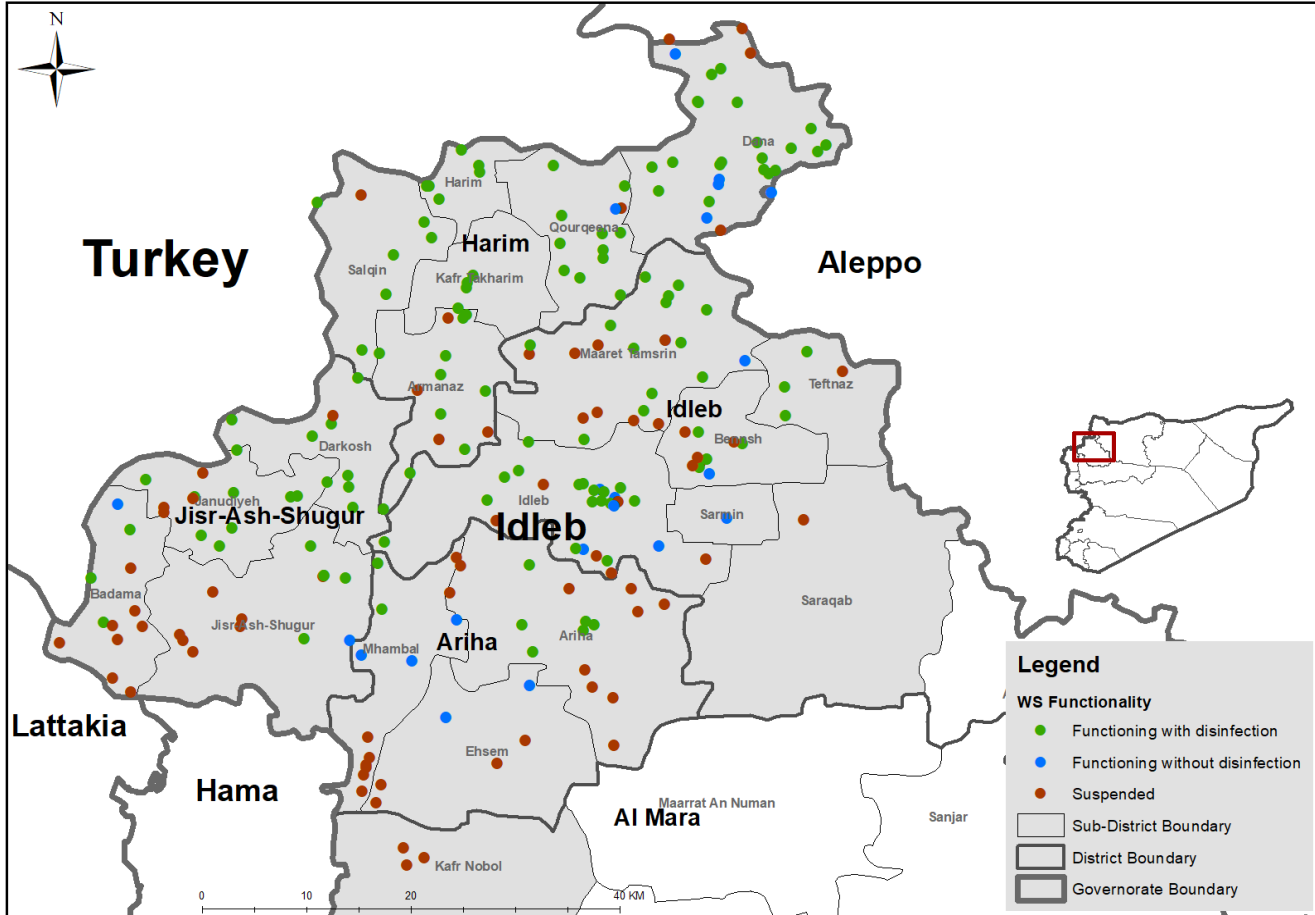 N
Dana
Harim
Qourqeena
Turkey
Harim
Aleppo
Salqin
Kafr Takharim
Maaret Tamsrin
Teftnaz
Armanaz
Idleb
Darkosh
Bennsh
Janudiyeh
Idleb
Sarmin
Jisr-Ash-Shugur
Idleb
Badama
Saraqab
Jisr-Ash-Shugur
Ariha
Mhambal
Ariha
Lattakia
Ehsem
Hama
Maarrat An Numan
Al Mara
Sanjar
Kafr Nobol
0 10 20 40 KM
Legend
WS Functionality
Functioning with disinfection
Functioning without disinfection
Suspended
Sub-District Boundary
District Boundary
Governorate Boundary